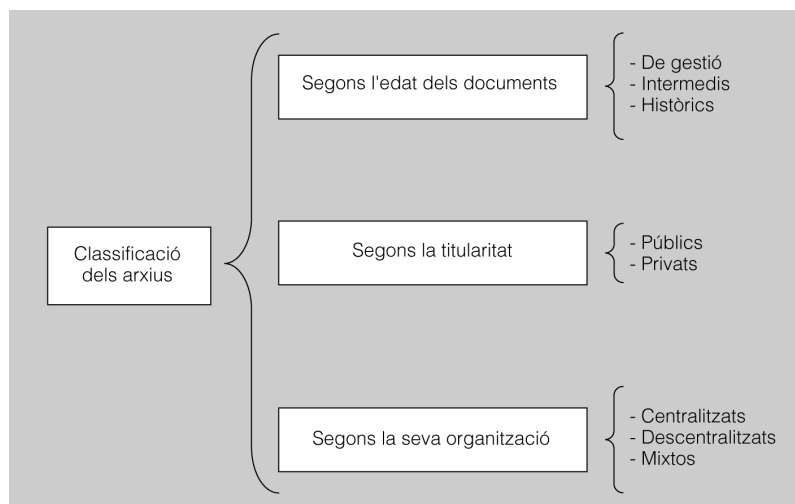 Classificació
dels arxius
Segons l'edat dels documents
- De gestió
- Intermedis
- Històrics
Segons la titularitat
- Públics
- Privats
Segons la seva organització
- Centralitzats
- Descentralitzats
- Mixtos